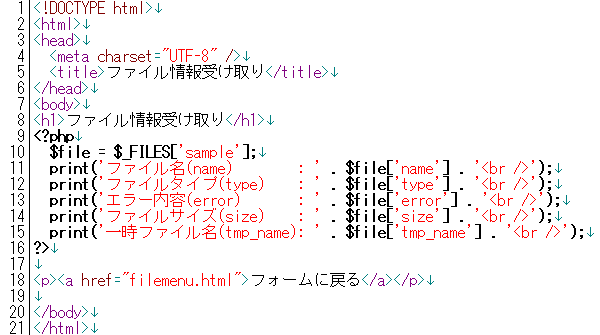 1 <!DOCTYPE html>↓
2 <html>↓
3 <head>↓
4   <meta charset="UTF-8" />↓
5   <title>ファイル情報受け取り</title>↓
6 </head>↓
7 <body>↓
8 <h1>ファイル情報受け取り</h1>↓
9 <?php↓
10   $file = $_FILES['sample'];↓
11   print('ファイル名(name)      : ' . $file['name'] . '<br />');↓
12   print('ファイルタイプ(type)   : ' . $file['type'] . '<br />');↓
13   print('エラー内容(error)     : ' . $file['error'] . '<br />');↓
14   print('ファイルサイズ(size)   : ' . $file['size'] . '<br />');↓
15   print('一時ファイル名(tmp_name): ' . $file['tmp_name'] . '<br />');↓
16 ?>↓
17 ↓
18 <p><a href="filemenu.html">フォームに戻る</a></p>↓
19 ↓
20 </body>↓
21 </html>↓